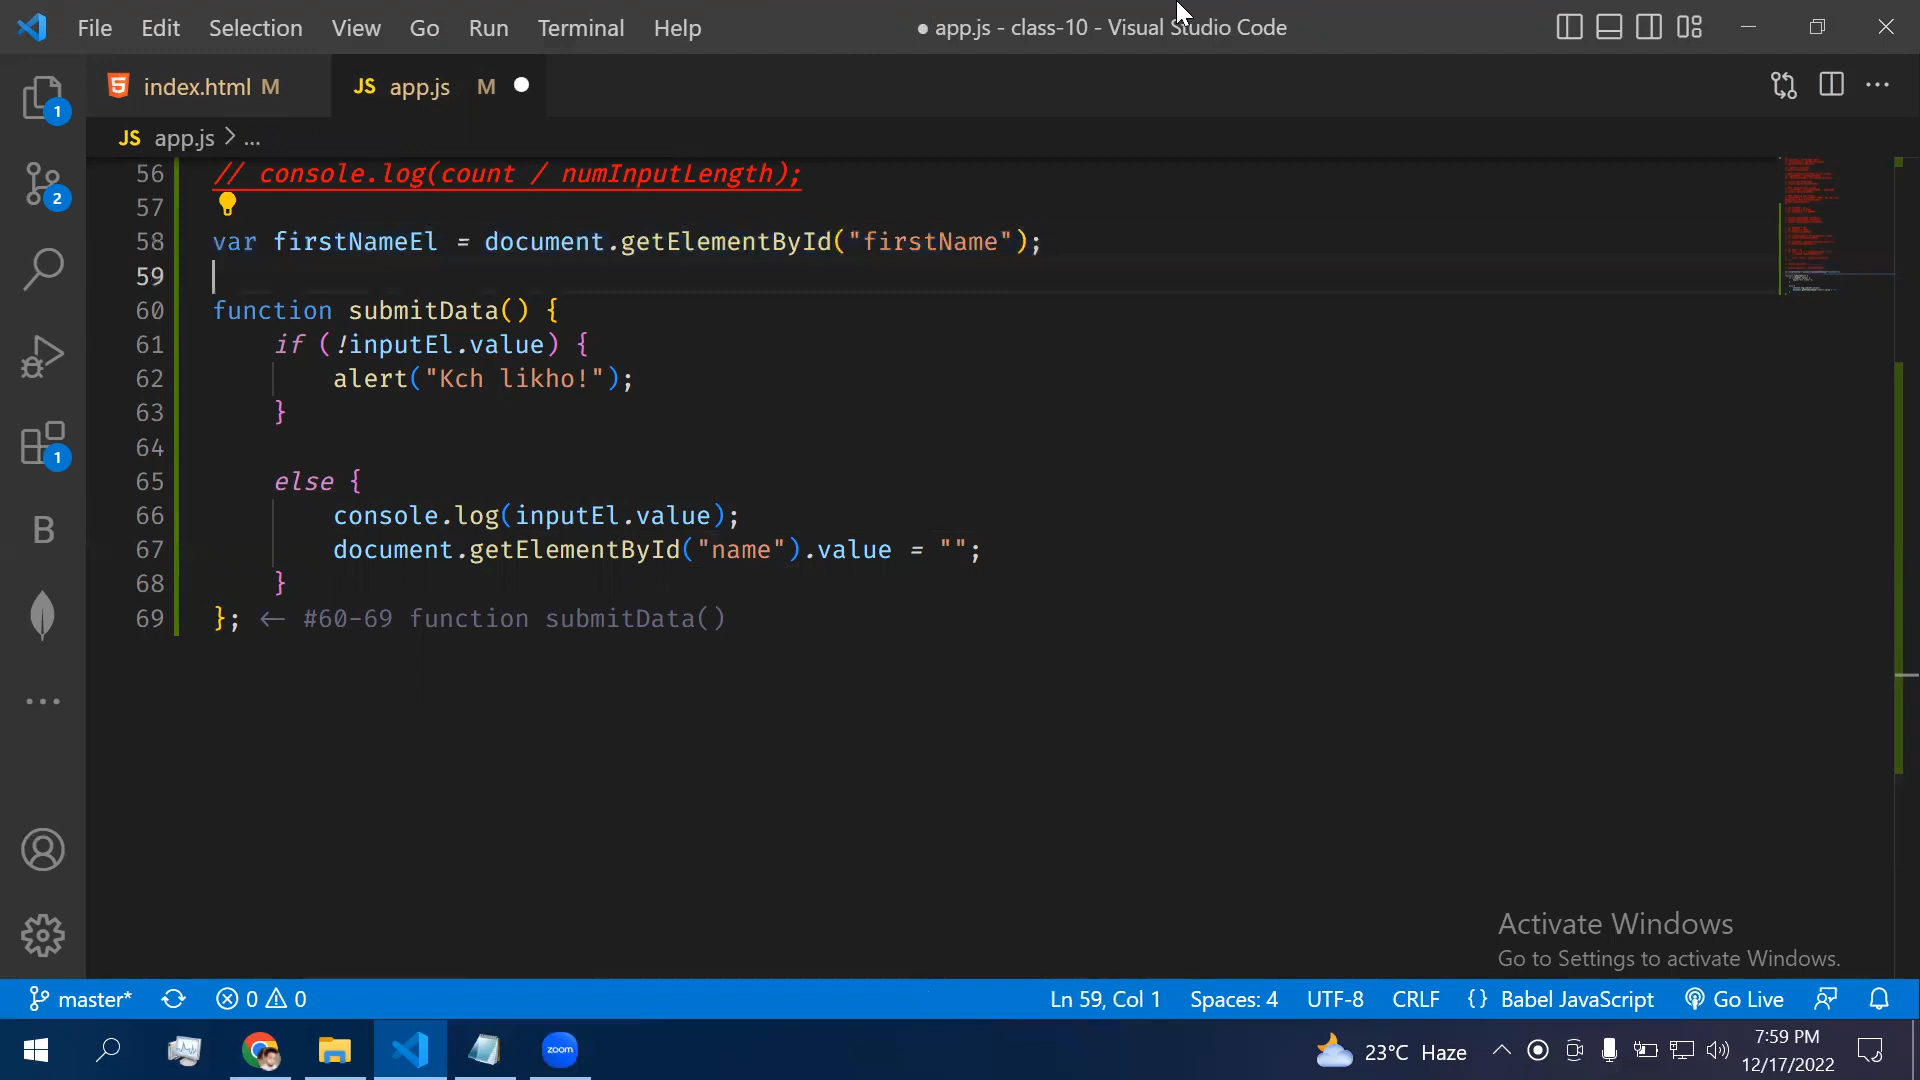 File Edit Selection View Go Run Terminal Help
● app.js - class-10 - Visual Studio Code
index.html M
JS app.js M
JS app.js > ...
56 // console.log(count / numInputLength);
57
58 var firstNameEl = document.getElementById("firstName");
59
60 function submitData() {
61 if (!inputEl.value) {
62 alert("Kch likho!");
63 }
64
65 else {
66 console.log(inputEl.value);
67 document.getElementById("name").value = "";
68 }
69 }; ← #60-69 function submitData()
1
2
1
B
Activate Windows
Go to Settings to activate Windows.
master* 0 0 Ln 59, Col 1 Spaces: 4 UTF-8 CRLF {} Babel JavaScript Go Live
zoom
23°C Haze
7:59 PM
12/17/2022